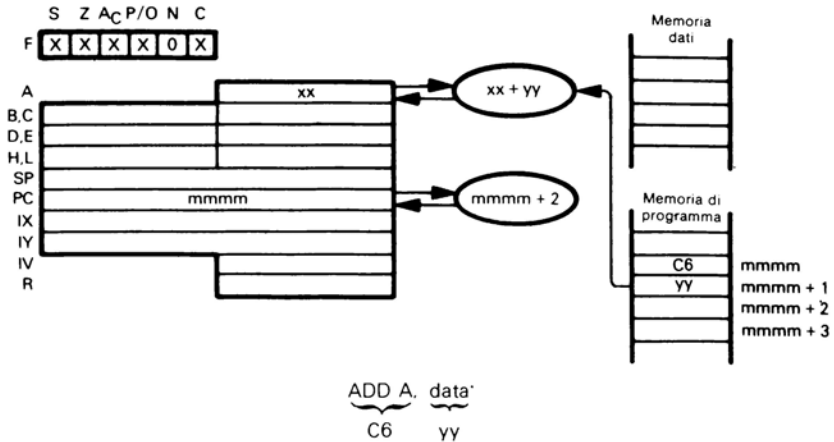 S Z AC P/O N C
F X X X X 0 X
Memoria
dati
A xx
xx + yy
B,C
D,E
H,L
SP
PC mmmm
mmmm + 2
IX
IY
IV
R
Memoria di
programma
C6 mmmm
yy mmmm + 1
mmmm + 2
mmmm + 3
ADD A, data
C6 yy